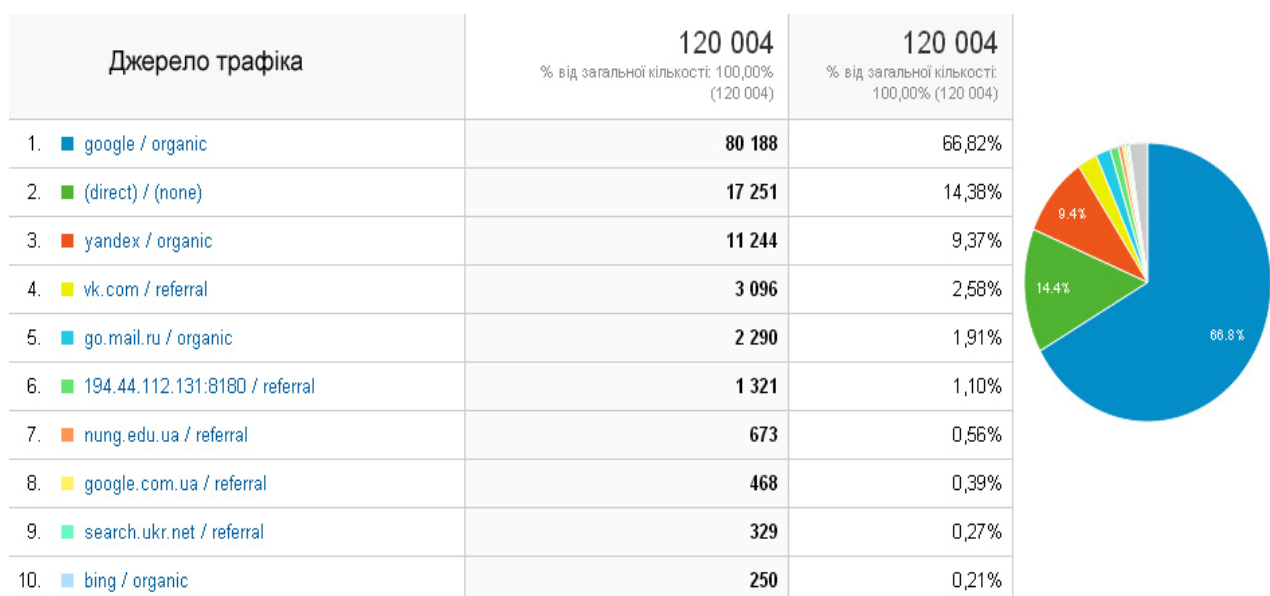 Джерело трафіка 120 004 120 004
% від загальної кількості: 100,00% % від загальної кількості:
(120 004) 100,00% (120 004)
1. google / organic 80 188 66,82%
2. (direct) / (none) 17 251 14,38%
3. yandex / organic 11 244 9,37%
4. vk.com / referral 3 096 2,58%
5. go.mail.ru / organic 2 290 1,91%
6. 194.44.112.131:8180 / referral 1 321 1,10%
7. nung.edu.ua / referral 673 0,56%
8. google.com.ua / referral 468 0,39%
9. search.ukr.net / referral 329 0,27%
10. bing / organic 250 0,21%
9.4%
14.4%
66.8%